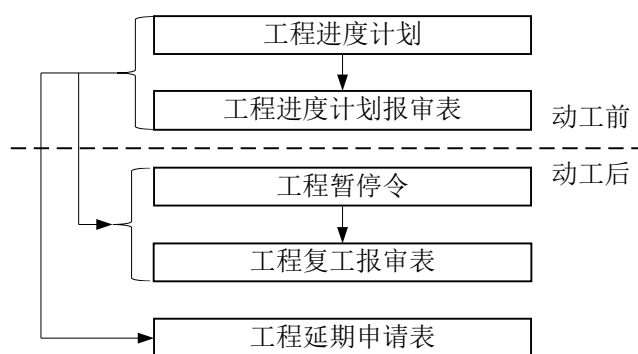 工程进度计划
工程进度计划报审表
动工前
动工后
工程暂停令
工程复工报审表
工程延期申请表